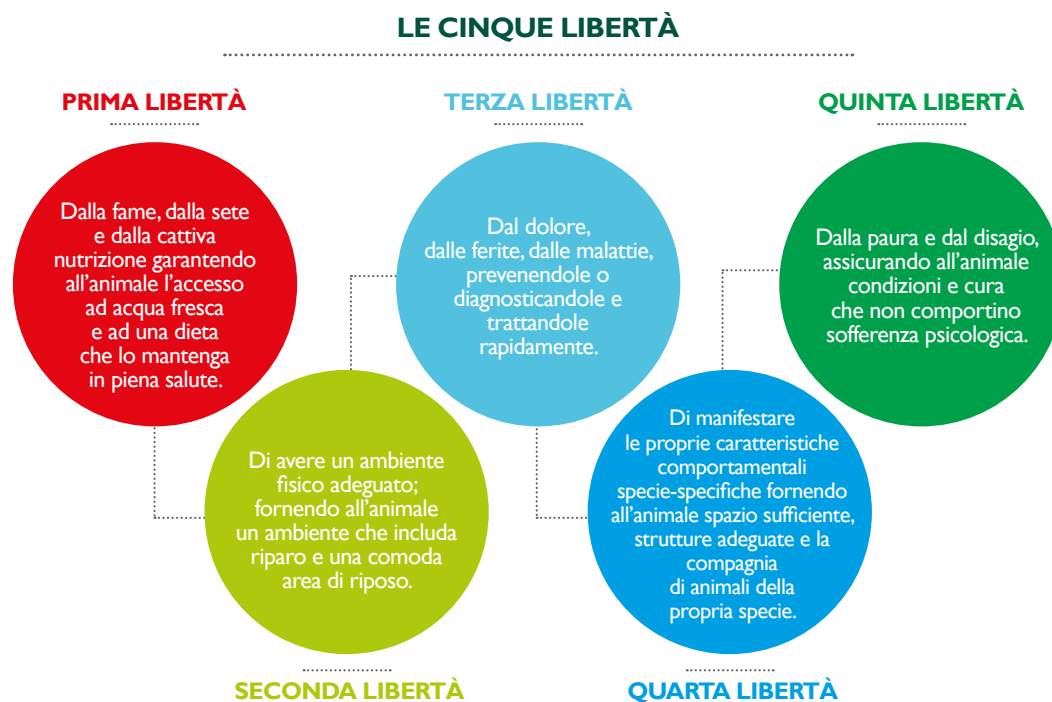 LE CINQUE LIBERTÀ
PRIMA LIBERTÀ
Dalla fame, dalla sete
e dalla cattiva
nutrizione garantendo
all’animale l’accesso
ad acqua fresca
e ad una dieta
che lo mantenga
in piena salute.
SECONDA LIBERTÀ
Di avere un ambiente
fisico adeguato;
fornendo all’animale
un ambiente che includa
riparo e una comoda
area di riposo.
TERZA LIBERTÀ
Dal dolore,
dalle ferite, dalle malattie,
prevenendole o
diagnosticandole e
trattandole
rapidamente.
QUARTA LIBERTÀ
Di manifestare
le proprie caratteristiche
comportamentali
specie-specifiche fornendo
all’animale spazio sufficiente,
strutture adeguate e la
compagnia
di animali della
propria specie.
QUINTA LIBERTÀ
Dalla paura e dal disagio,
assicurando all’animale
condizioni e cura
che non comportino
sofferenza psicologica.